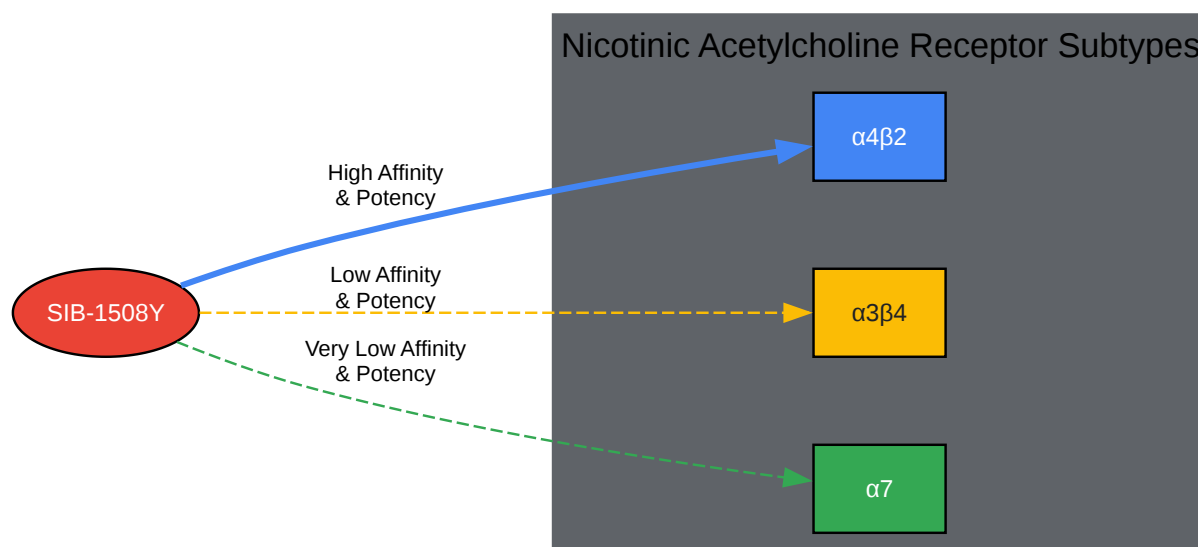 Nicotinic Acetylcholine Receptor Subtypes
α4β2
High Affinity
& Potency
Low Affinity
& Potency
SIB-1508Y
α3β4
Very Low Affinity
& Potency
α7